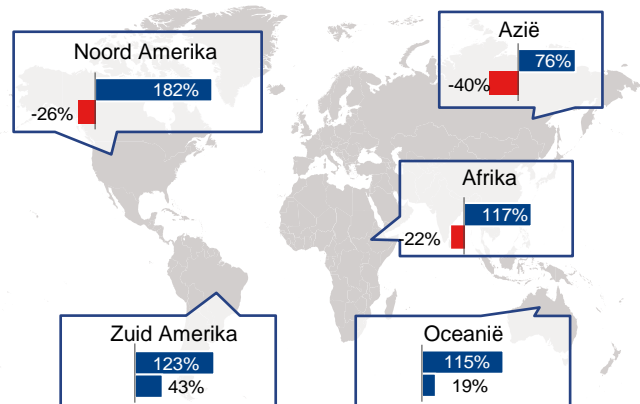 Noord Amerika
182%
-26%
Azië
76%
-40%
Afrika
117%
-22%
Zuid Amerika
123%
43%
Oceanië
115%
19%